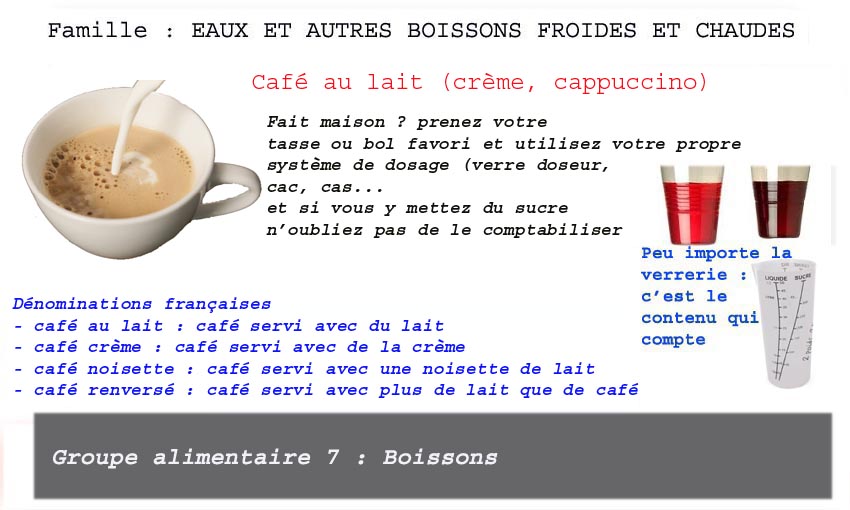 Famille : EAUX ET AUTRES BOISSONS FROIDES ET CHAUDES
Café au lait (crème, cappuccino)
Fait maison ? prenez votre
tasse ou bol favori et utilisez votre propre
système de dosage (verre doseur,
cac, cas...
et si vous y mettez du sucre
n’oubliez pas de le comptabiliser
Peu importe la
verrerie :
c’est le
contenu qui
compte
LIQUIDE SUCRE
Dénominations françaises
- café au lait : café servi avec du lait
- café crème : café servi avec de la crème
- café noisette : café servi avec une noisette de lait
- café renversé : café servi avec plus de lait que de café
Groupe alimentaire 7 : Boissons